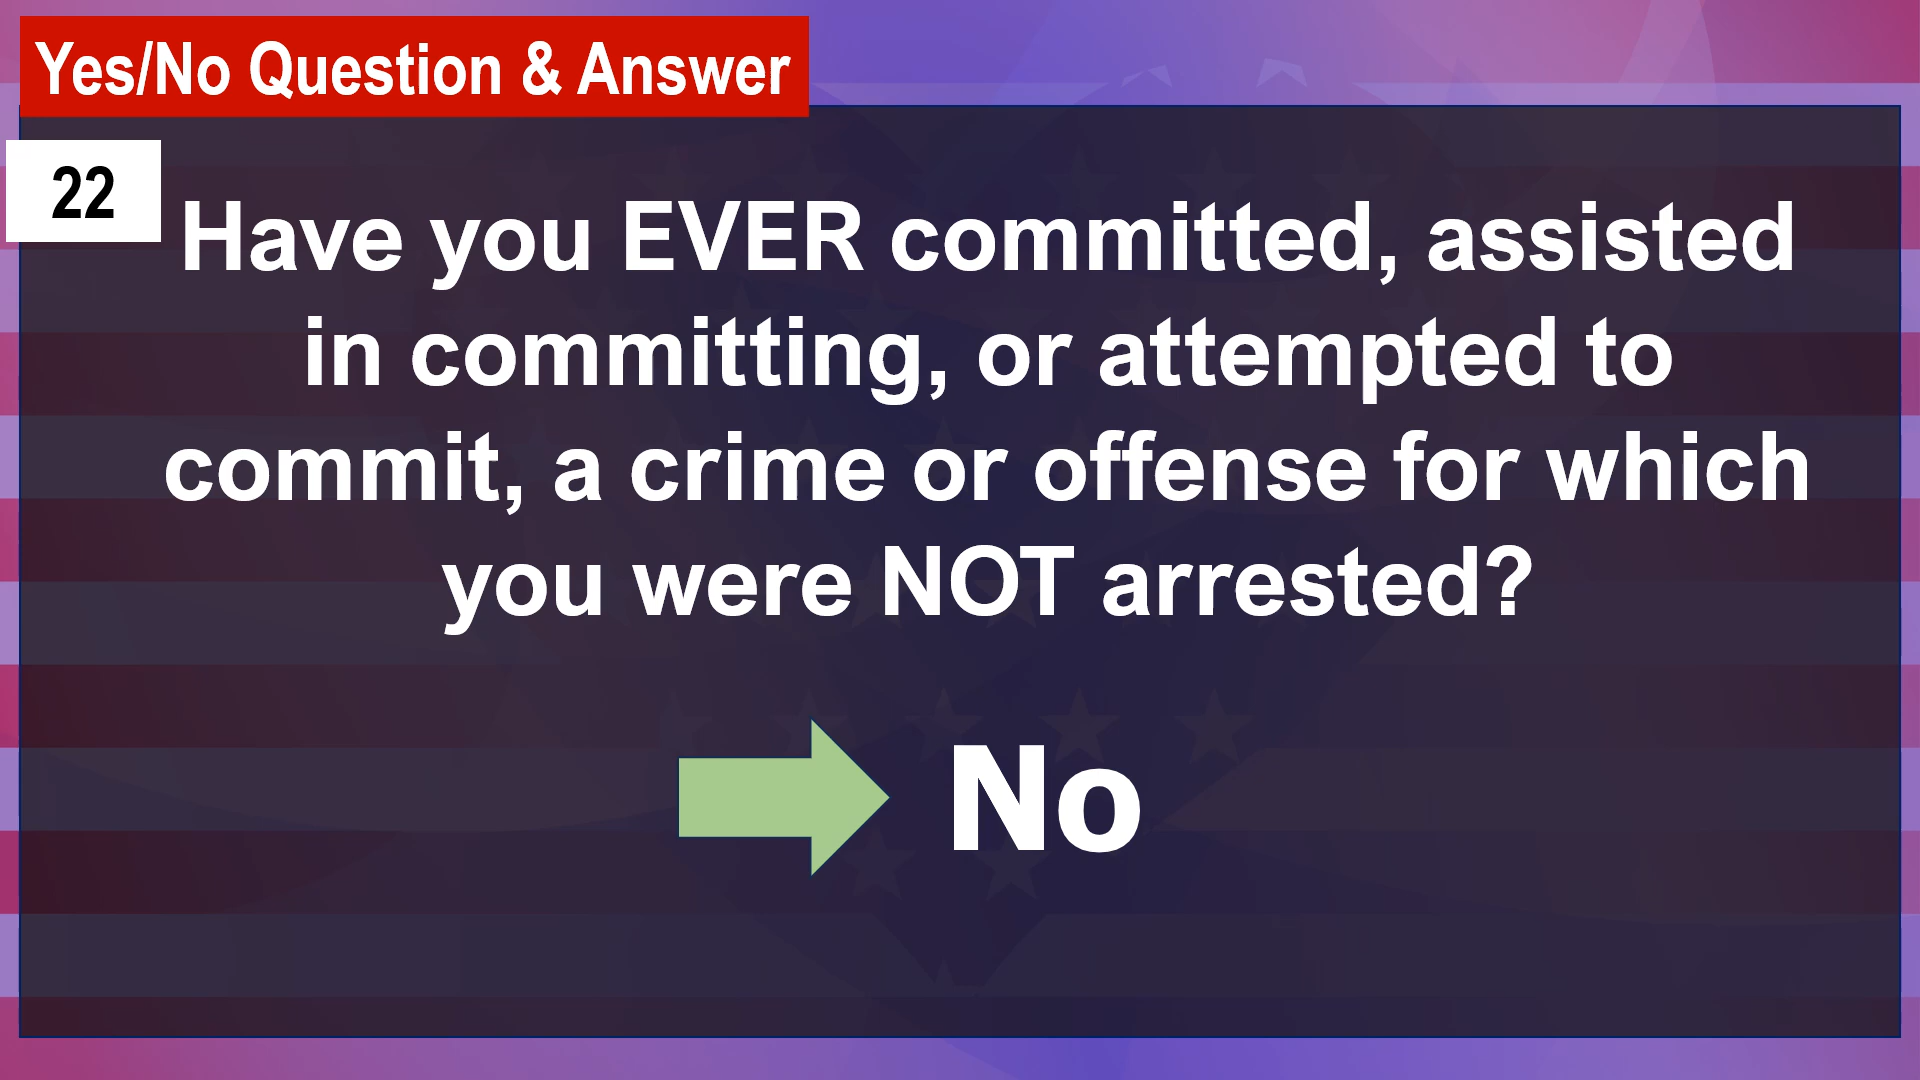 Yes/No Question & Answer
22
Have you EVER committed, assisted
in committing, or attempted to
commit, a crime or offense for which
you were NOT arrested?
No